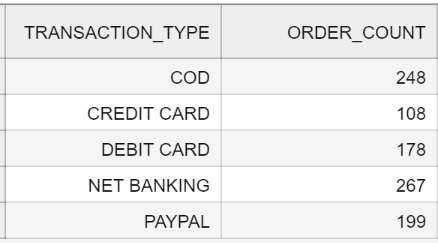 TRANSACTION_TYPE ORDER_COUNT
COD 248
CREDIT CARD 108
DEBIT CARD 178
NET BANKING 267
PAYPAL 199